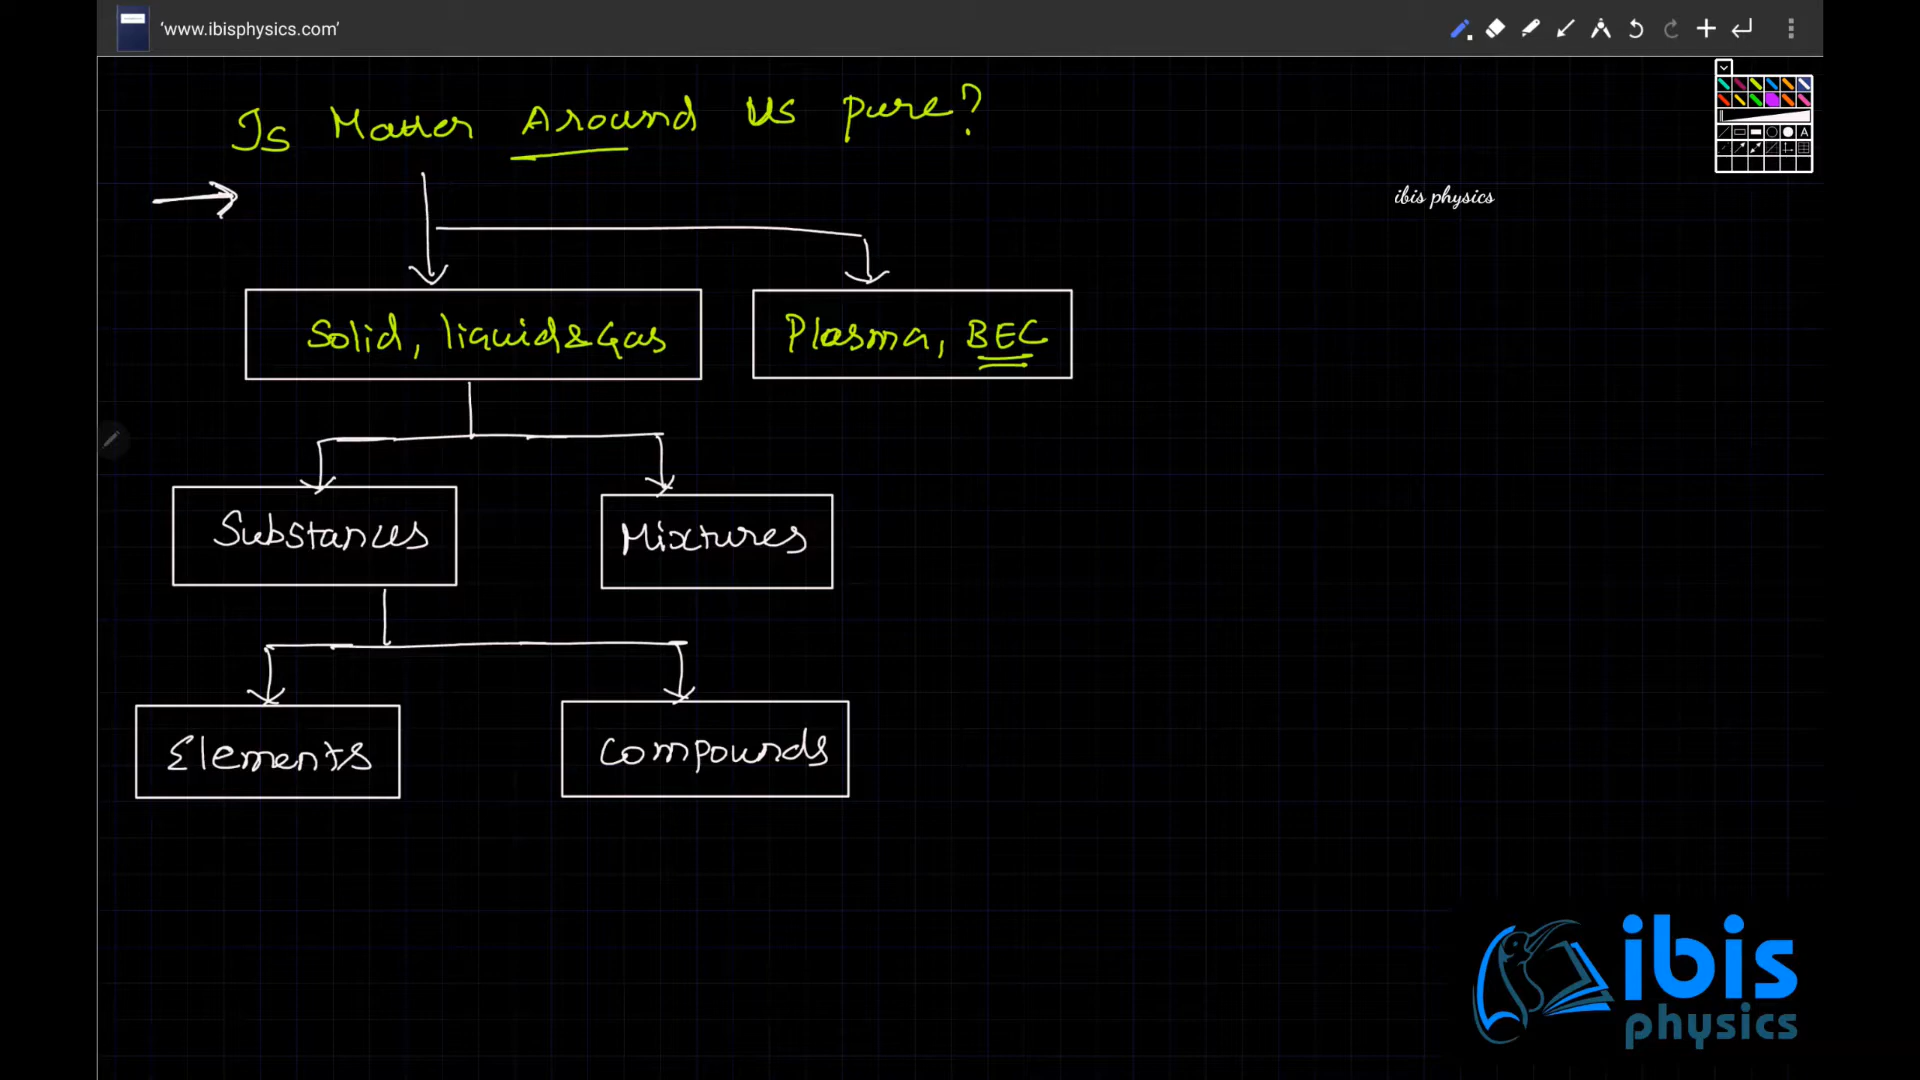 'www.ibisphysics.com'
Is Matter Around Us pure?
ibis physics
Solid, liquid & Gas
Plasma, BEC
Substances
Mixtures
Elements
Compounds
ibis
physics